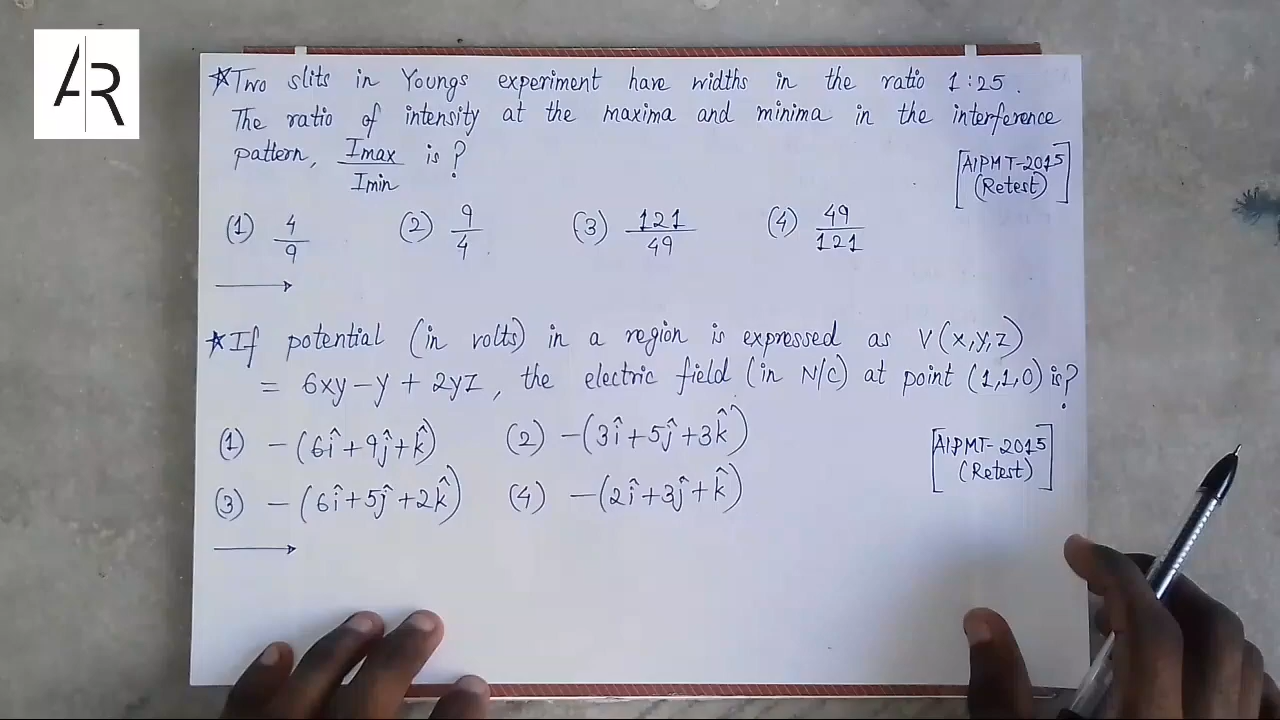 AR
★ Two slits in Youngs experiment have widths in the ratio 1:25.
The ratio of intensity at the maxima and minima in the interference
pattern, Imax/Imin is?
[AIPMT-2015 (Retest)]
(1) 4/9 (2) 9/4 (3) 121/49 (4) 49/121
★ If potential (in volts) in a region is expressed as V(x,y,z)
= 6xy - y + 2yz, the electric field (in N/C) at point (1,1,0) is?
(1) -(6î + 9ĵ + k̂) (2) -(3î + 5ĵ + 3k̂)
[AIPMT-2015 (Retest)]
(3) -(6î + 5ĵ + 2k̂) (4) -(2î + 3ĵ + k̂)